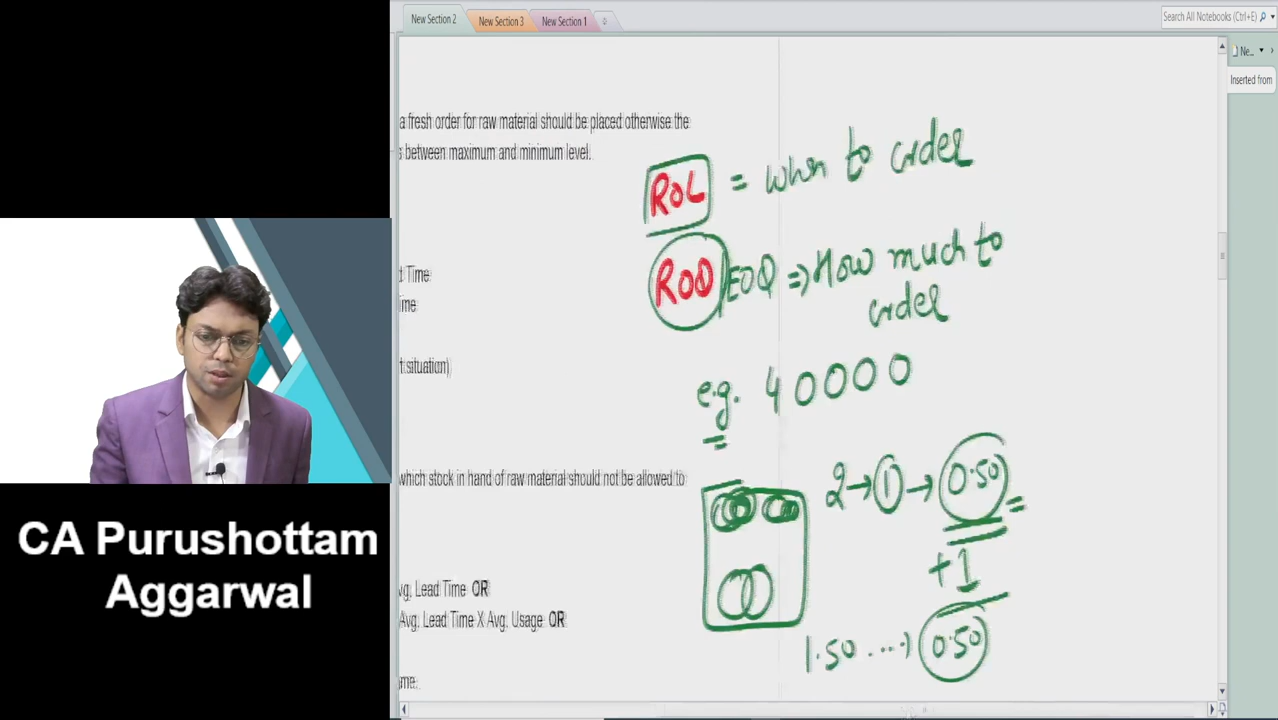 New Section 2
New Section 3
New Section 1
Search All Notebooks (Ctrl+E)
Ne...
Inserted from
a fresh order for raw material should be placed otherwise the
s between maximum and minimum level.
ROL = when to order
ROQ/EOQ ⇒ How much to
order
d Time
ime
e.g. 40000
t situation)
2→1→0.50=
which stock in hand of raw material should not be allowed to
+1
vg. Lead Time OR
Avg. Lead Time X Avg. Usage OR
1.50 ...→ 0.50
me:
CA Purushottam
Aggarwal